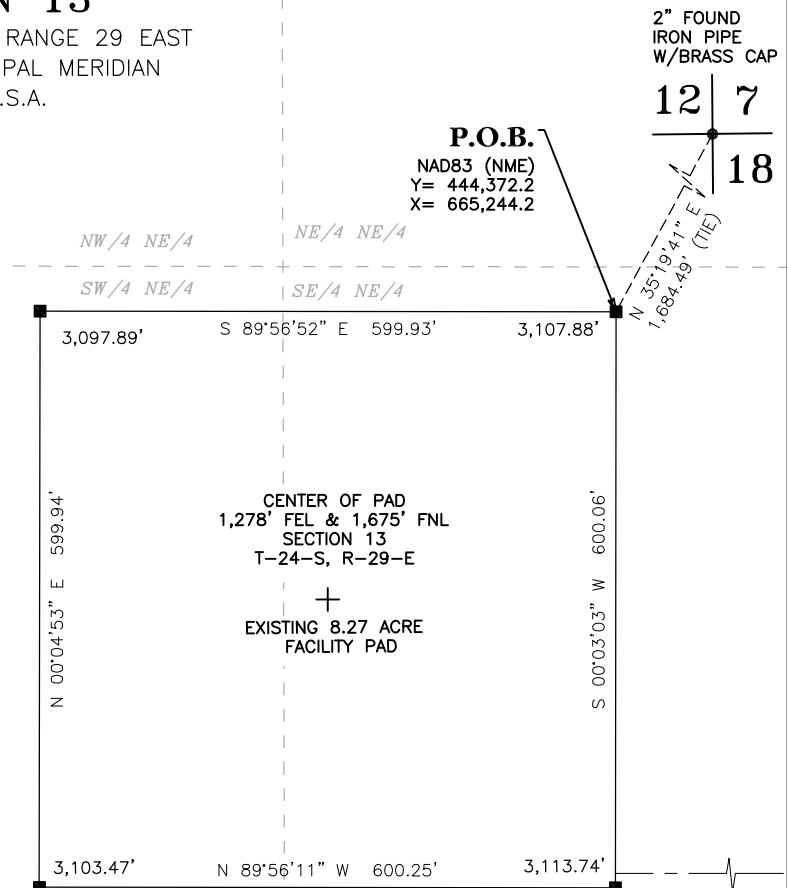 RANGE 29 EAST
MERIDIAN
2" FOUND
IRON PIPE
W/BRASS CAP
12 7
18
P.O.B.
NAD83 (NME)
Y= 444,372.2
X= 665,244.2
N 35°19'41" E
1,684.49' (TIE)
NW/4 NE/4
NE/4 NE/4
SW/4 NE/4
SE/4 NE/4
3,097.89'
S 89°56'52" E 599.93'
3,107.88'
N 00°04'53" E 599.94'
CENTER OF PAD
1,278' FEL & 1,675' FNL
SECTION 13
T-24-S, R-29-E
EXISTING 8.27 ACRE
FACILITY PAD
S 00°03'03" W 600.06'
3,103.47'
N 89°56'11" W 600.25'
3,113.74'